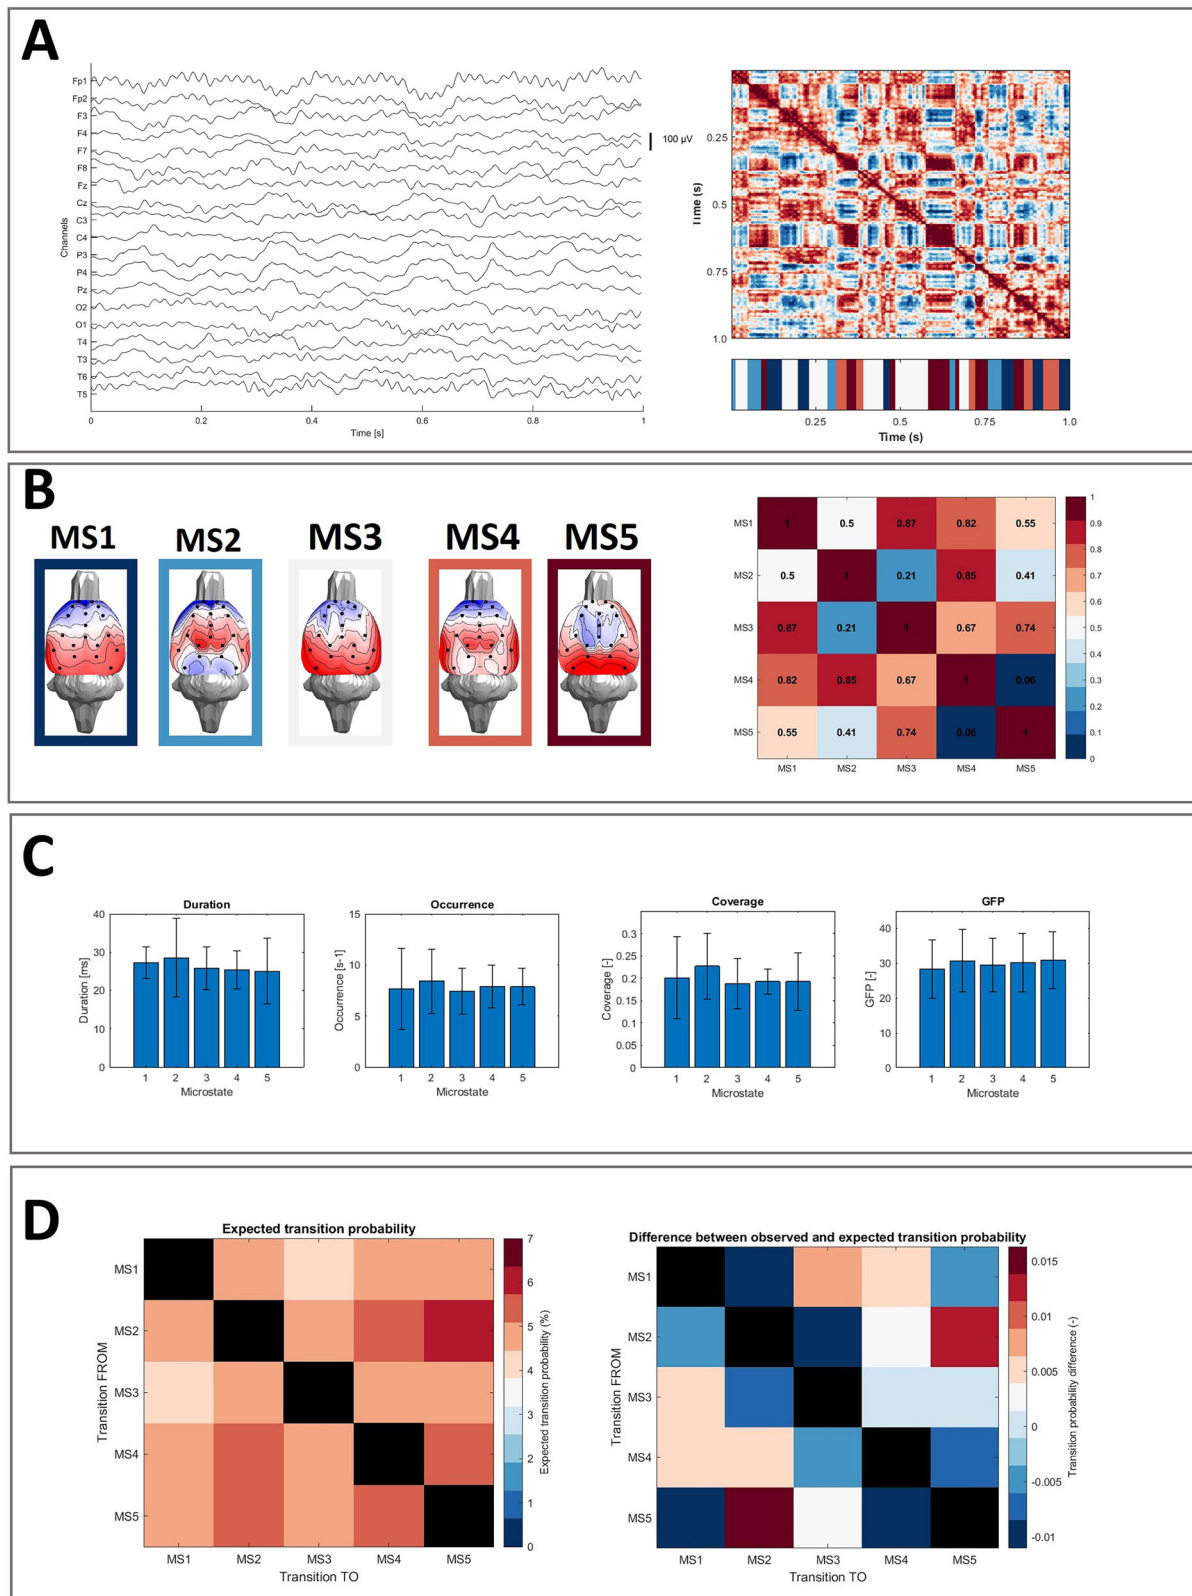 A
Fp1
Fp2
F3
F4
F7
F8
Fz
Cz
C3
C4
P3
P4
Pz
O2
O1
T4
T3
T6
T5
Channels
0
0.2
0.4
0.6
0.8
1
Time [s]
100 µV
0.25
0.5
0.75
1.0
Time (s)
0.25
0.5
0.75
1.0
Time (s)
B
MS1
MS2
MS3
MS4
MS5
MS1
1
0.5
0.87
0.82
0.55
MS2
0.5
1
0.21
0.85
0.41
MS3
0.87
0.21
1
0.67
0.74
MS4
0.82
0.85
0.67
1
0.06
MS5
0.55
0.41
0.74
0.06
1
MS1
MS2
MS3
MS4
MS5
1
0.9
0.8
0.7
0.6
0.5
0.4
0.3
0.2
0.1
0
C
Duration
40
30
20
10
0
Duration [ms]
1
2
3
4
5
Microstate
Occurrence
15
10
5
0
Occurrence [s-1]
1
2
3
4
5
Microstate
Coverage
0.3
0.25
0.2
0.15
0.1
0.05
0
Coverage [-]
1
2
3
4
5
Microstate
GFP
40
30
20
10
0
GFP [-]
1
2
3
4
5
Microstate
D
Expected transition probability
MS1
MS2
MS3
MS4
MS5
Transition FROM
MS1
MS2
MS3
MS4
MS5
Transition TO
7
6
5
4
3
2
1
0
Expected transition probability (%)
Difference between observed and expected transition probability
MS1
MS2
MS3
MS4
MS5
Transition FROM
MS1
MS2
MS3
MS4
MS5
Transition TO
0.015
0.01
0.005
0
-0.005
-0.01
Transition probability difference (-)